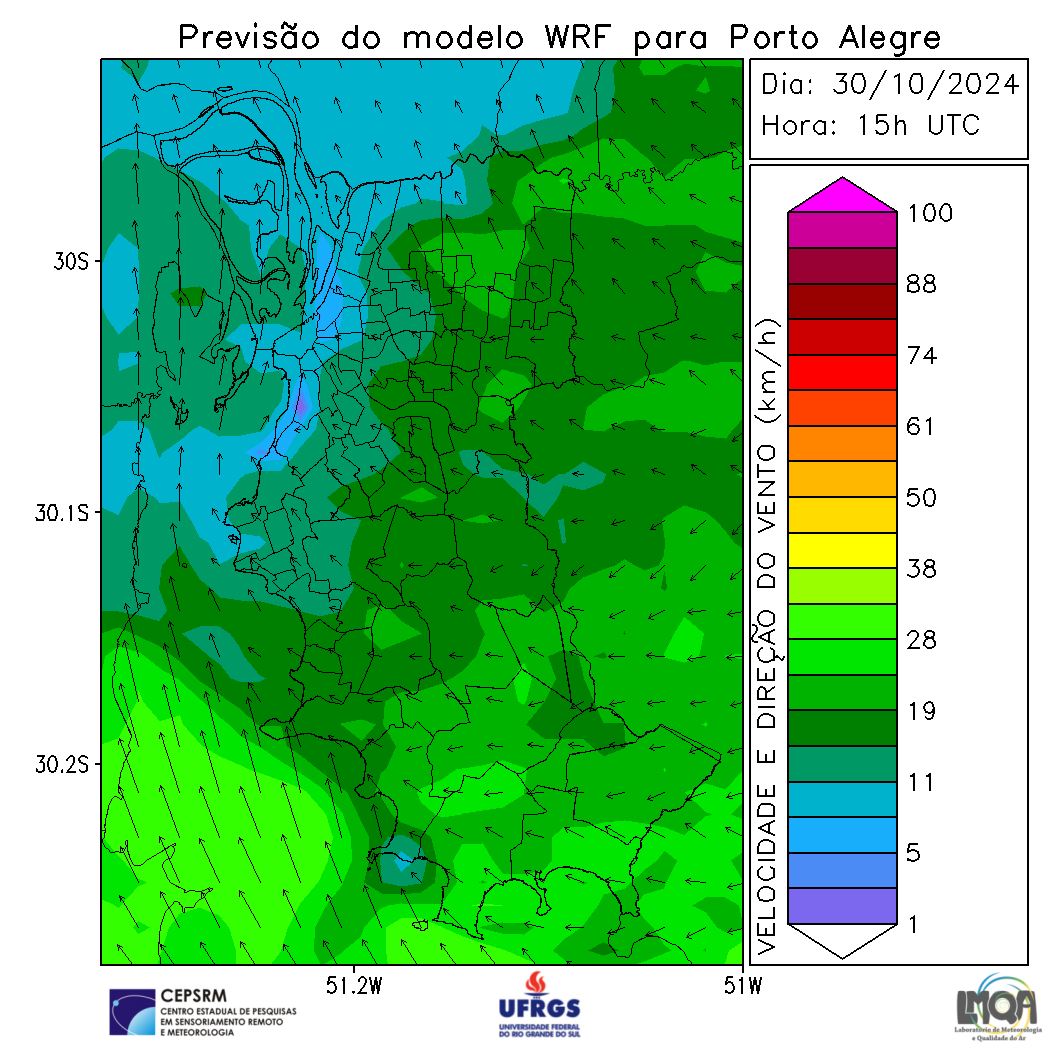 Previsão do modelo WRF para Porto Alegre
Dia: 30/10/2024
Hora: 15h UTC
30S
30.1S
30.2S
51.2W
51W
VELOCIDADE E DIREÇÃO DO VENTO (km/h)
100
88
74
61
50
38
28
19
11
5
1
CEPSRM
CENTRO ESTADUAL DE PESQUISAS
EM SENSORIAMENTO REMOTO
E METEOROLOGIA
UFRGS
UNIVERSIDADE FEDERAL
DO RIO GRANDE DO SUL
LMQA
Laboratório de Meteorologia
e Qualidade do Ar